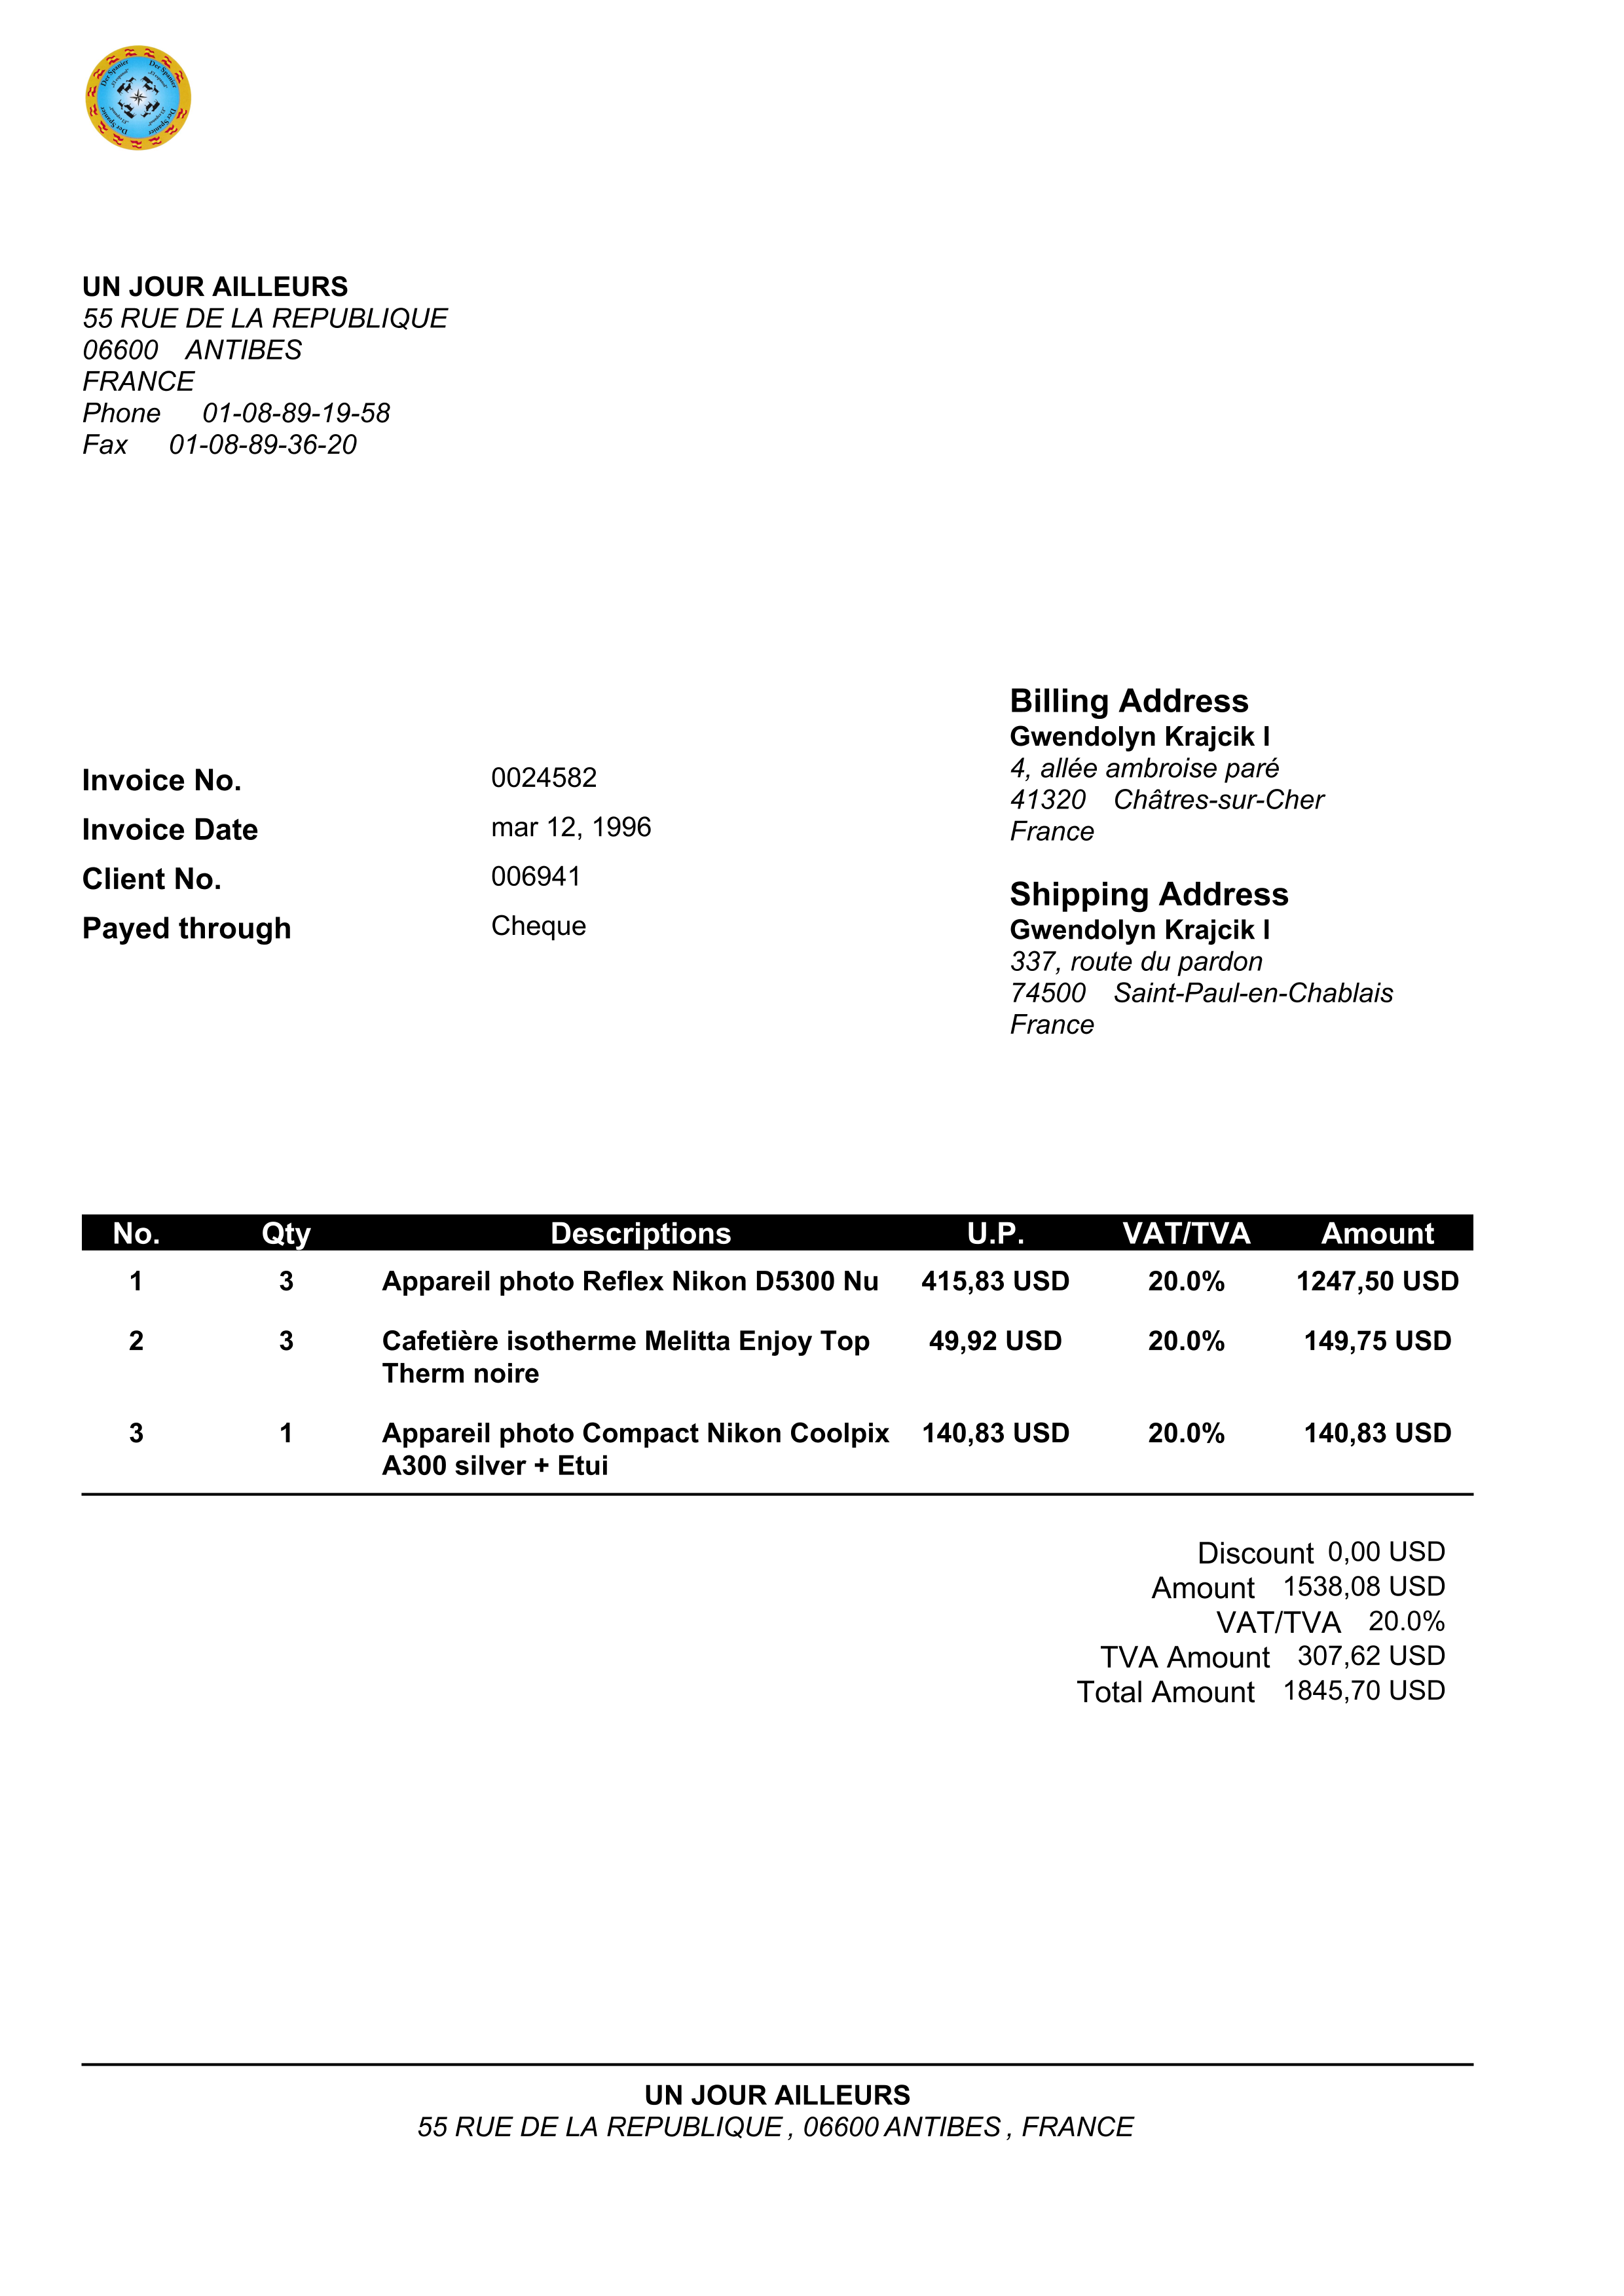 Der Spanier
UN JOUR AILLEURS
55 RUE DE LA REPUBLIQUE
06600 ANTIBES
FRANCE
Phone 01-08-89-19-58
Fax 01-08-89-36-20
Invoice No. 0024582
Invoice Date mar 12, 1996
Client No. 006941
Payed through Cheque
Billing Address
Gwendolyn Krajcik I
4, allée ambroise paré
41320 Châtres-sur-Cher
France
Shipping Address
Gwendolyn Krajcik I
337, route du pardon
74500 Saint-Paul-en-Chablais
France
No. Qty Descriptions U.P. VAT/TVA Amount
1 3 Appareil photo Reflex Nikon D5300 Nu 415,83 USD 20.0% 1247,50 USD
2 3 Cafetière isotherme Melitta Enjoy Top 49,92 USD 20.0% 149,75 USD
Therm noire
3 1 Appareil photo Compact Nikon Coolpix 140,83 USD 20.0% 140,83 USD
A300 silver + Etui
Discount 0,00 USD
Amount 1538,08 USD
VAT/TVA 20.0%
TVA Amount 307,62 USD
Total Amount 1845,70 USD
UN JOUR AILLEURS
55 RUE DE LA REPUBLIQUE , 06600 ANTIBES , FRANCE